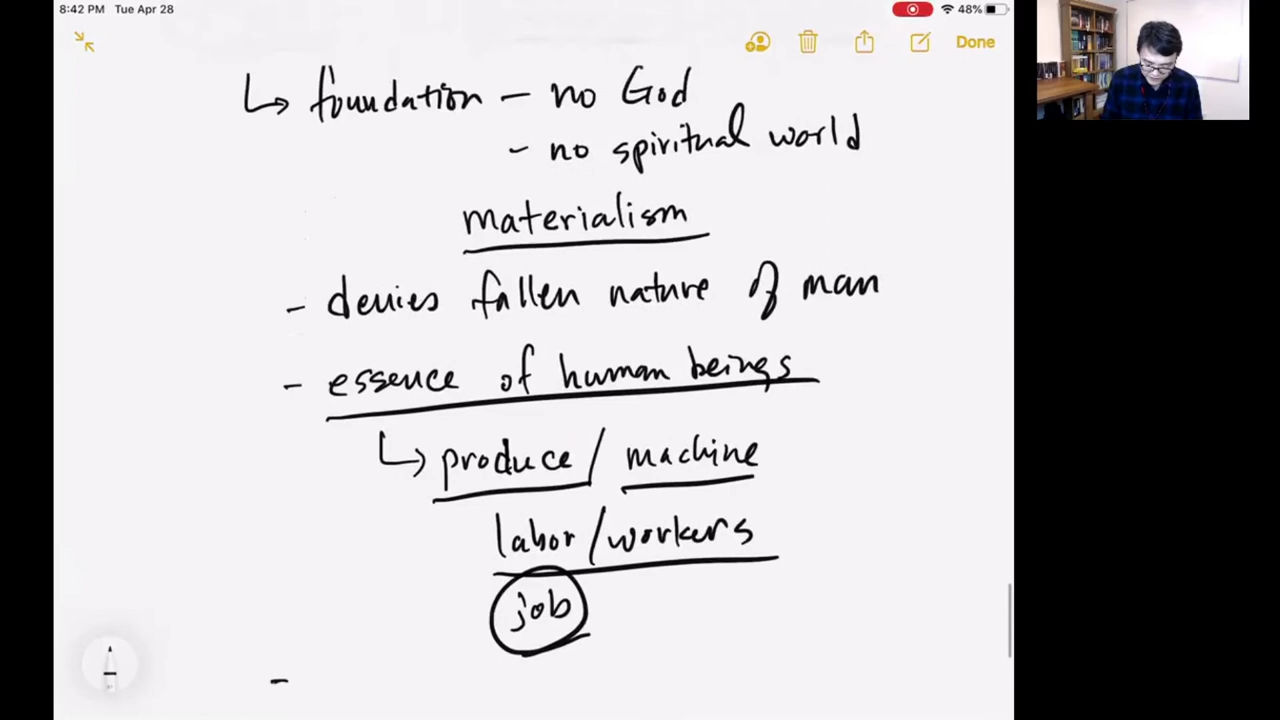 8:42 PM Tue Apr 28
48%
Done
↳ foundation - no God
- no spiritual world
materialism
- denies fallen nature of man
- essence of human beings
↳ produce / machine
labor / workers
job
-